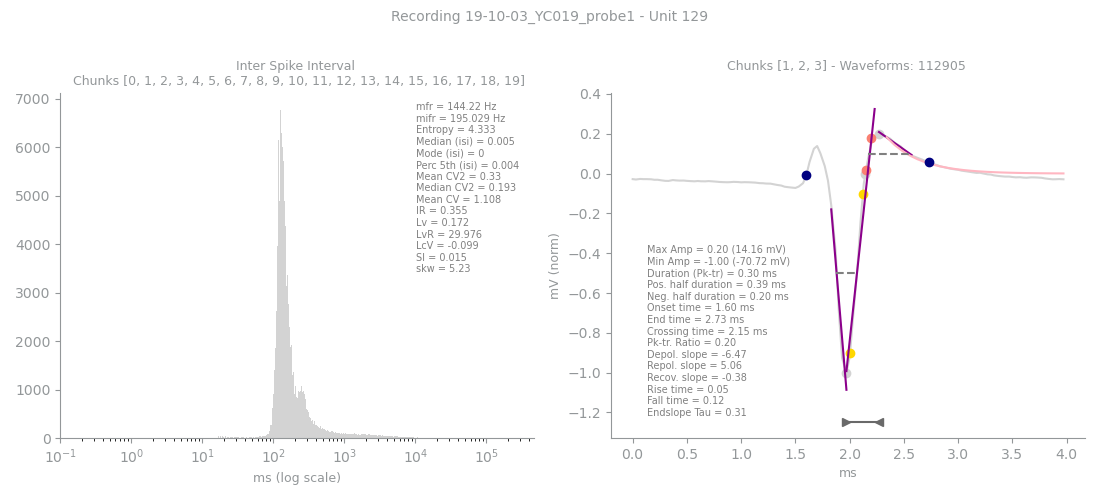 Recording 19-10-03_YC019_probe1 - Unit 129
Inter Spike Interval
Chunks [0, 1, 2, 3, 4, 5, 6, 7, 8, 9, 10, 11, 12, 13, 14, 15, 16, 17, 18, 19]
7000
6000
5000
4000
3000
2000
1000
0
mfr = 144.22 Hz
mifr = 195.029 Hz
Entropy = 4.333
Median (isi) = 0.005
Mode (isi) = 0
Perc 5th (isi) = 0.004
Mean CV2 = 0.33
Median CV2 = 0.193
Mean CV = 1.108
IR = 0.355
Lv = 0.172
LvR = 29.976
LcV = -0.099
SI = 0.015
skw = 5.23
10⁻¹ 10⁰ 10¹ 10² 10³ 10⁴ 10⁵
ms (log scale)
Chunks [1, 2, 3] - Waveforms: 112905
0.4
0.2
0.0
−0.2
−0.4
−0.6
−0.8
−1.0
−1.2
mV (norm)
Max Amp = 0.20 (14.16 mV)
Min Amp = -1.00 (-70.72 mV)
Duration (Pk-tr) = 0.30 ms
Pos. half duration = 0.39 ms
Neg. half duration = 0.20 ms
Onset time = 1.60 ms
End time = 2.73 ms
Crossing time = 2.15 ms
Pk-tr. Ratio = 0.20
Depol. slope = -6.47
Repol. slope = 5.06
Recov. slope = -0.38
Rise time = 0.05
Fall time = 0.12
Endslope Tau = 0.31
0.0 0.5 1.0 1.5 2.0 2.5 3.0 3.5 4.0
ms